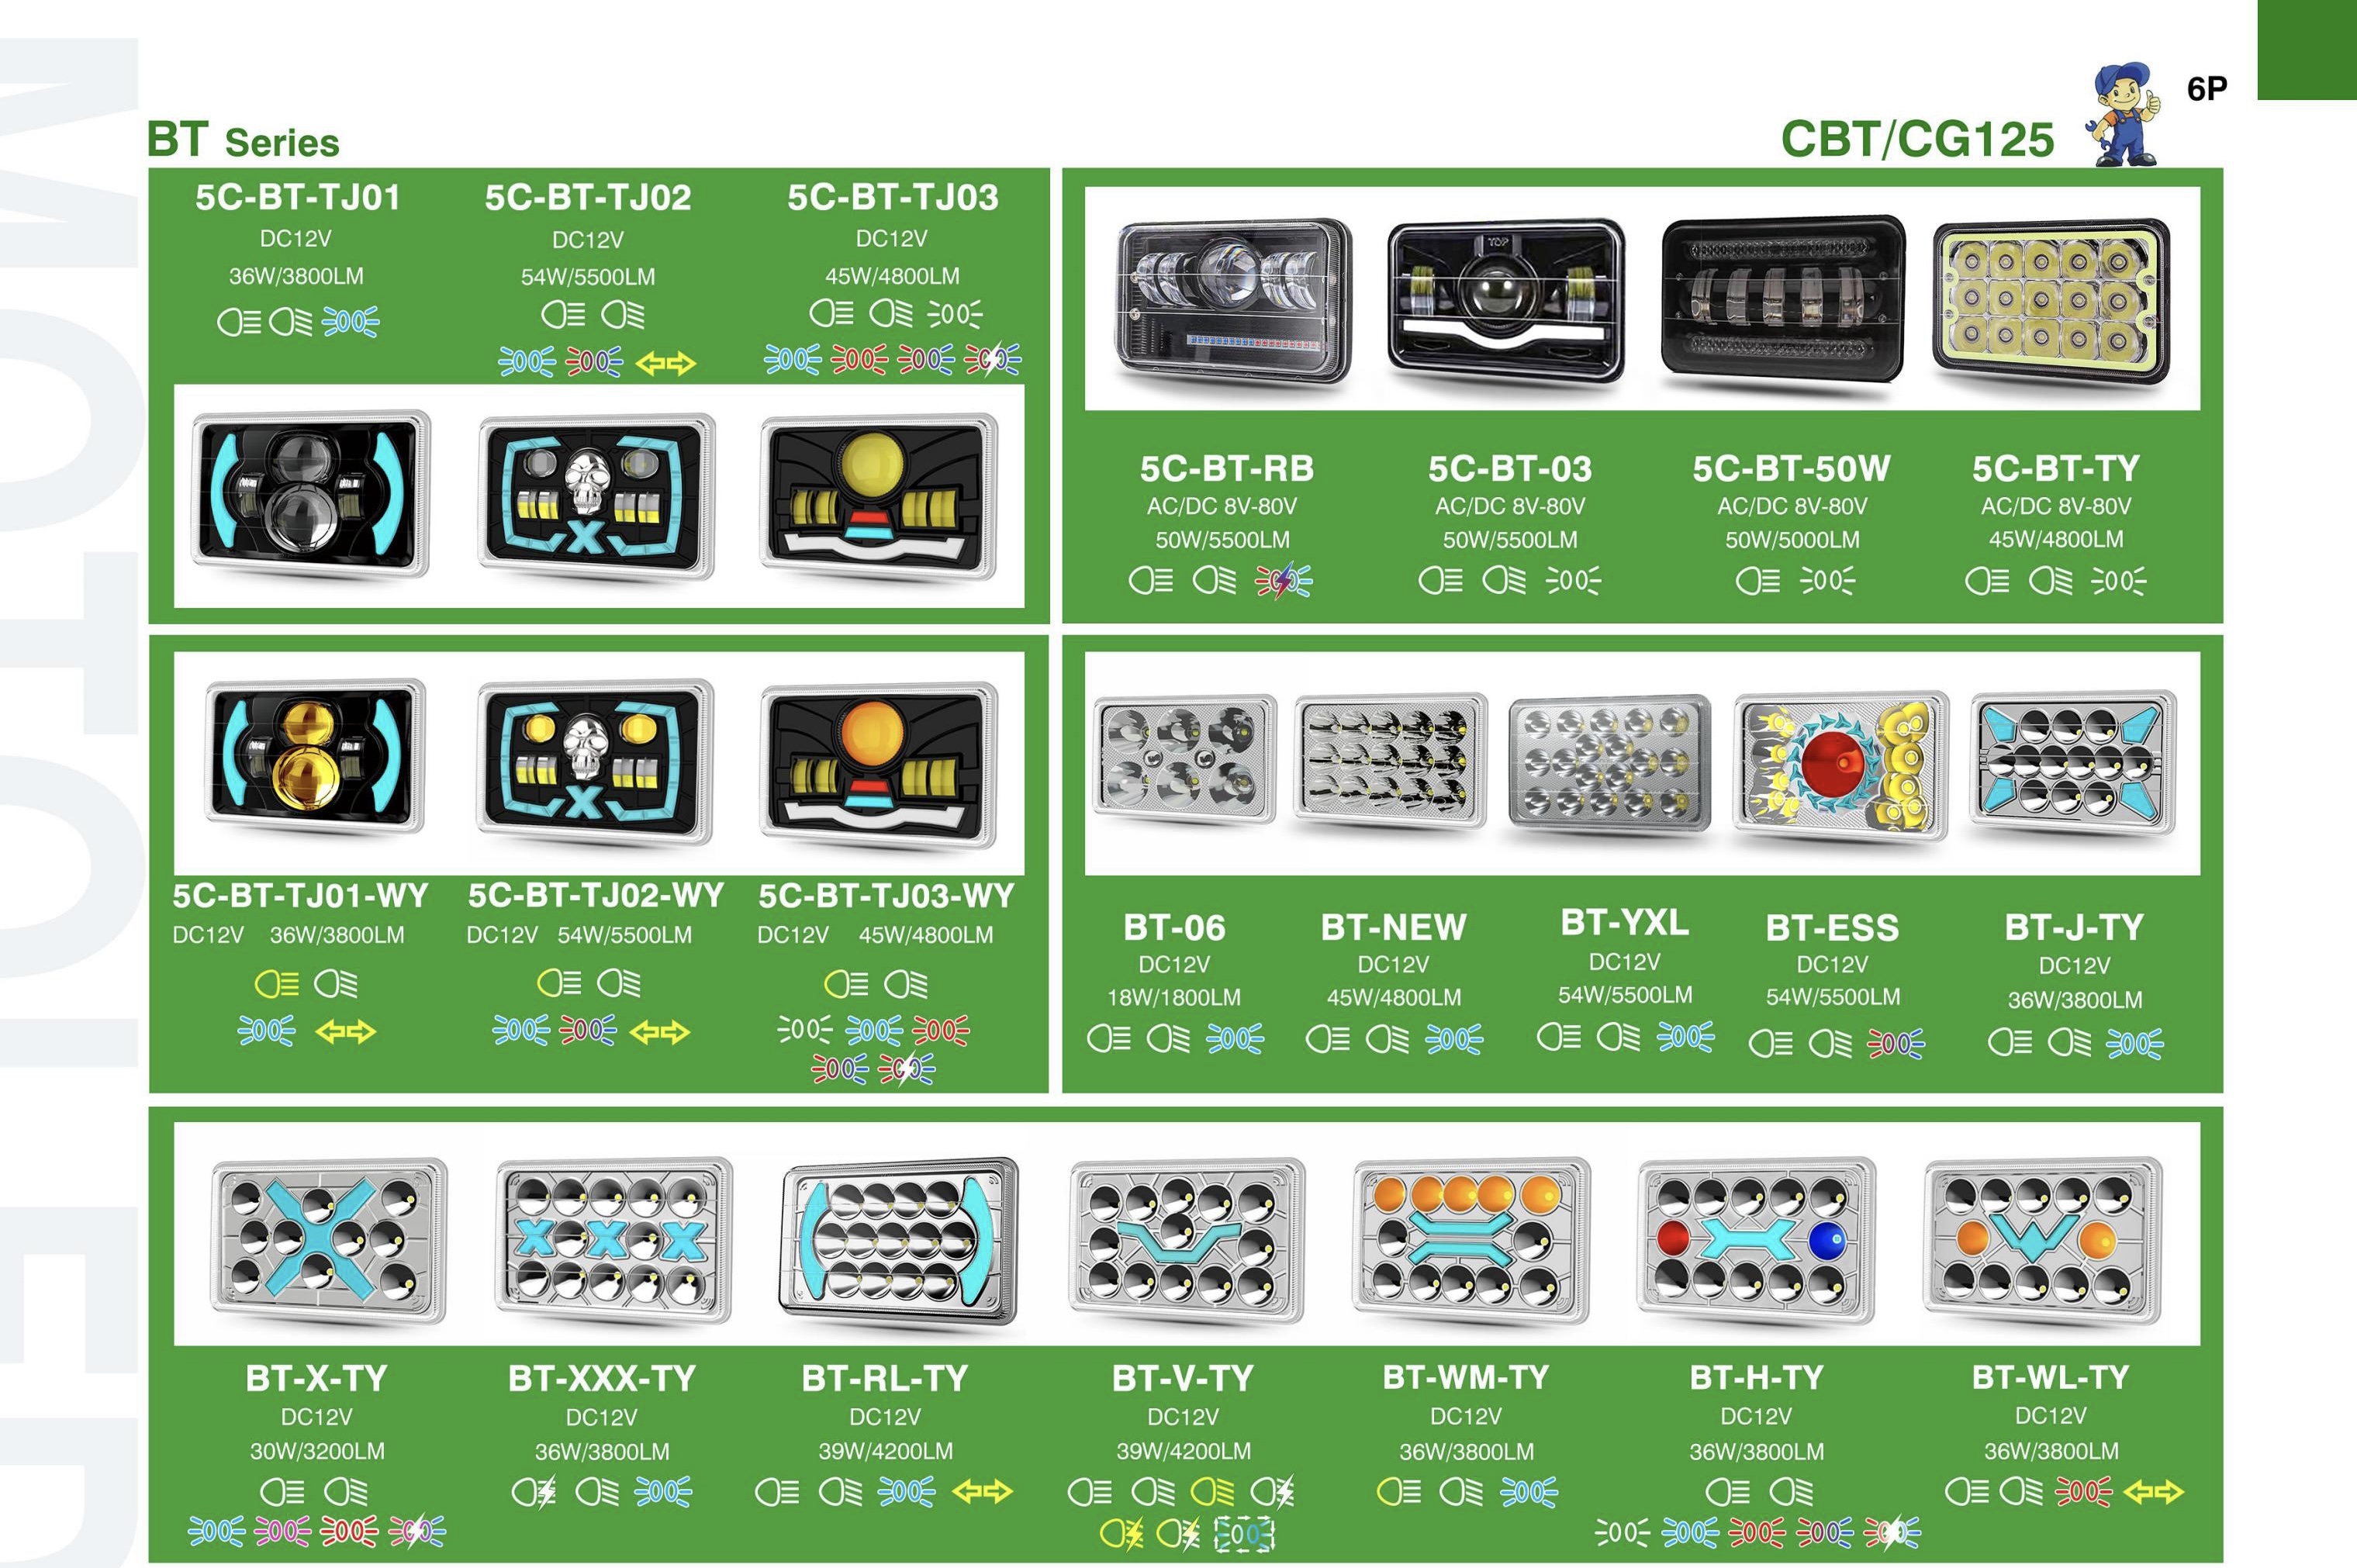 6P
BT Series
CBT/CG125
5C-BT-TJ01
DC12V
36W/3800LM
5C-BT-TJ02
DC12V
54W/5500LM
5C-BT-TJ03
DC12V
45W/4800LM
TOP
5C-BT-RB
AC/DC 8V-80V
50W/5500LM
5C-BT-03
AC/DC 8V-80V
50W/5500LM
5C-BT-50W
AC/DC 8V-80V
50W/5000LM
5C-BT-TY
AC/DC 8V-80V
45W/4800LM
5C-BT-TJ01-WY
DC12V 36W/3800LM
5C-BT-TJ02-WY
DC12V 54W/5500LM
5C-BT-TJ03-WY
DC12V 45W/4800LM
BT-06
DC12V
18W/1800LM
BT-NEW
DC12V
45W/4800LM
BT-YXL
DC12V
54W/5500LM
BT-ESS
DC12V
54W/5500LM
BT-J-TY
DC12V
36W/3800LM
BT-X-TY
DC12V
30W/3200LM
BT-XXX-TY
DC12V
36W/3800LM
BT-RL-TY
DC12V
39W/4200LM
BT-V-TY
DC12V
39W/4200LM
BT-WM-TY
DC12V
36W/3800LM
BT-H-TY
DC12V
36W/3800LM
BT-WL-TY
DC12V
36W/3800LM